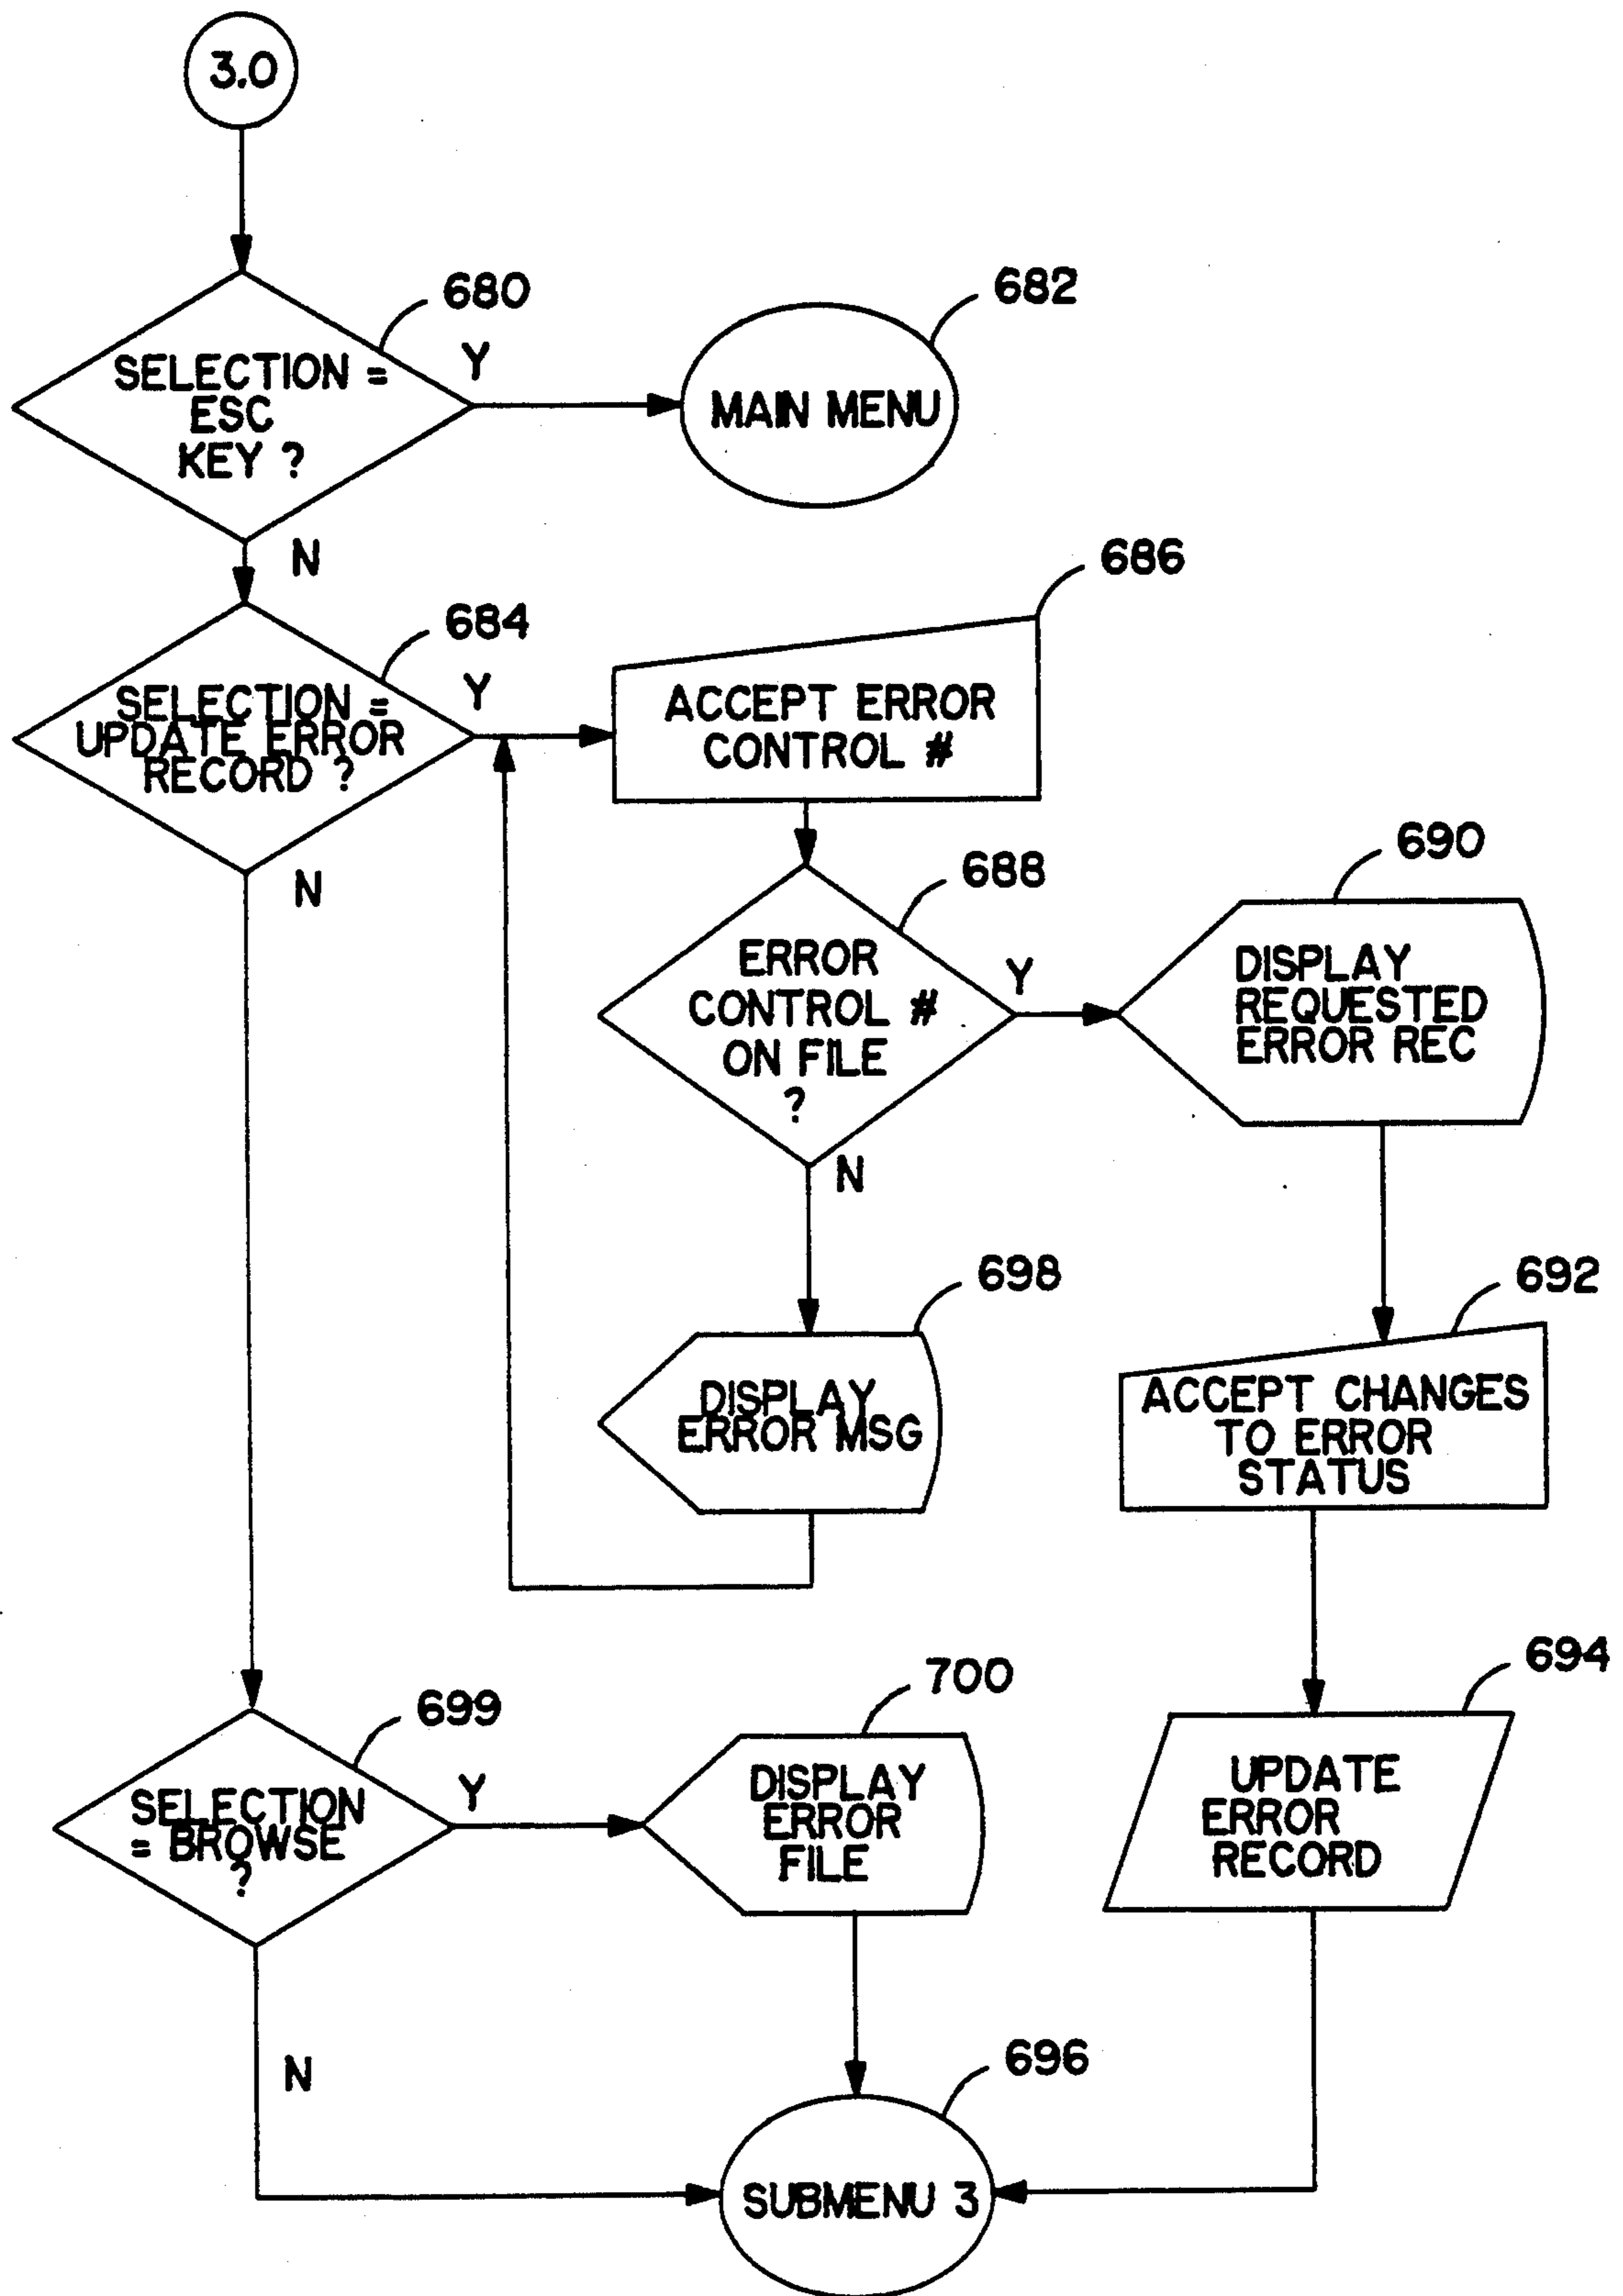 3.0
680
SELECTION =
ESC
KEY ?
Y
682
MAIN MENU
N
684
SELECTION =
UPDATE ERROR
RECORD ?
Y
686
ACCEPT ERROR
CONTROL #
N
688
ERROR
CONTROL #
ON FILE
?
Y
690
DISPLAY
REQUESTED
ERROR REC
N
698
DISPLAY
ERROR MSG
692
ACCEPT CHANGES
TO ERROR
STATUS
694
UPDATE
ERROR
RECORD
699
SELECTION
= BROWSE
?
Y
700
DISPLAY
ERROR
FILE
N
696
SUBMENU 3